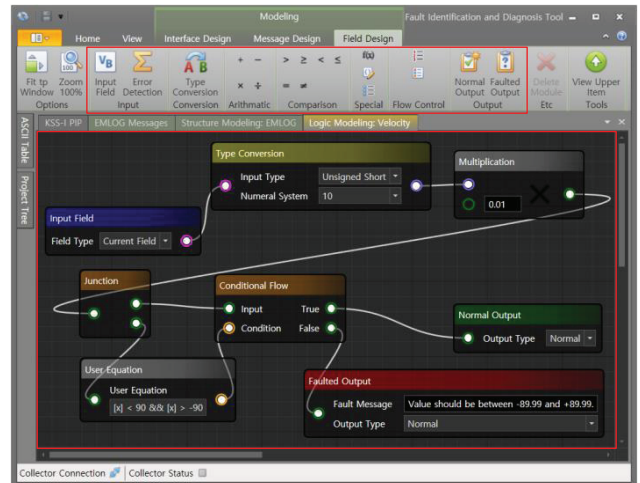 Modeling
Fault Identification and Diagnosis Tool
Home View Interface Design Message Design Field Design
Fit tp Window
Zoom 100%
Options
VB
Input Field
Error Detection
Input
A B
Type Conversion
Conversion
+ -
× ÷
Arithmatic
> ≥ < ≤
= ≠
Comparison
f(x)
Special
Flow Control
Normal Output
Faulted Output
Output
Delete Module
Etc
View Upper Item
Tools
ASCII Table
Project Tree
KSS-I PIP EMLOG Messages Structure Modeling: EMLOG Logic Modeling: Velocity
Type Conversion
Input Type Unsigned Short
Numeral System 10
Multiplication
0.01
Input Field
Field Type Current Field
Junction
Conditional Flow
Input True
Condition False
Normal Output
Output Type Normal
User Equation
User Equation
[x] < 90 && [x] > -90
Faulted Output
Fault Message Value should be between -89.99 and +89.99.
Output Type Normal
Collector Connection Collector Status